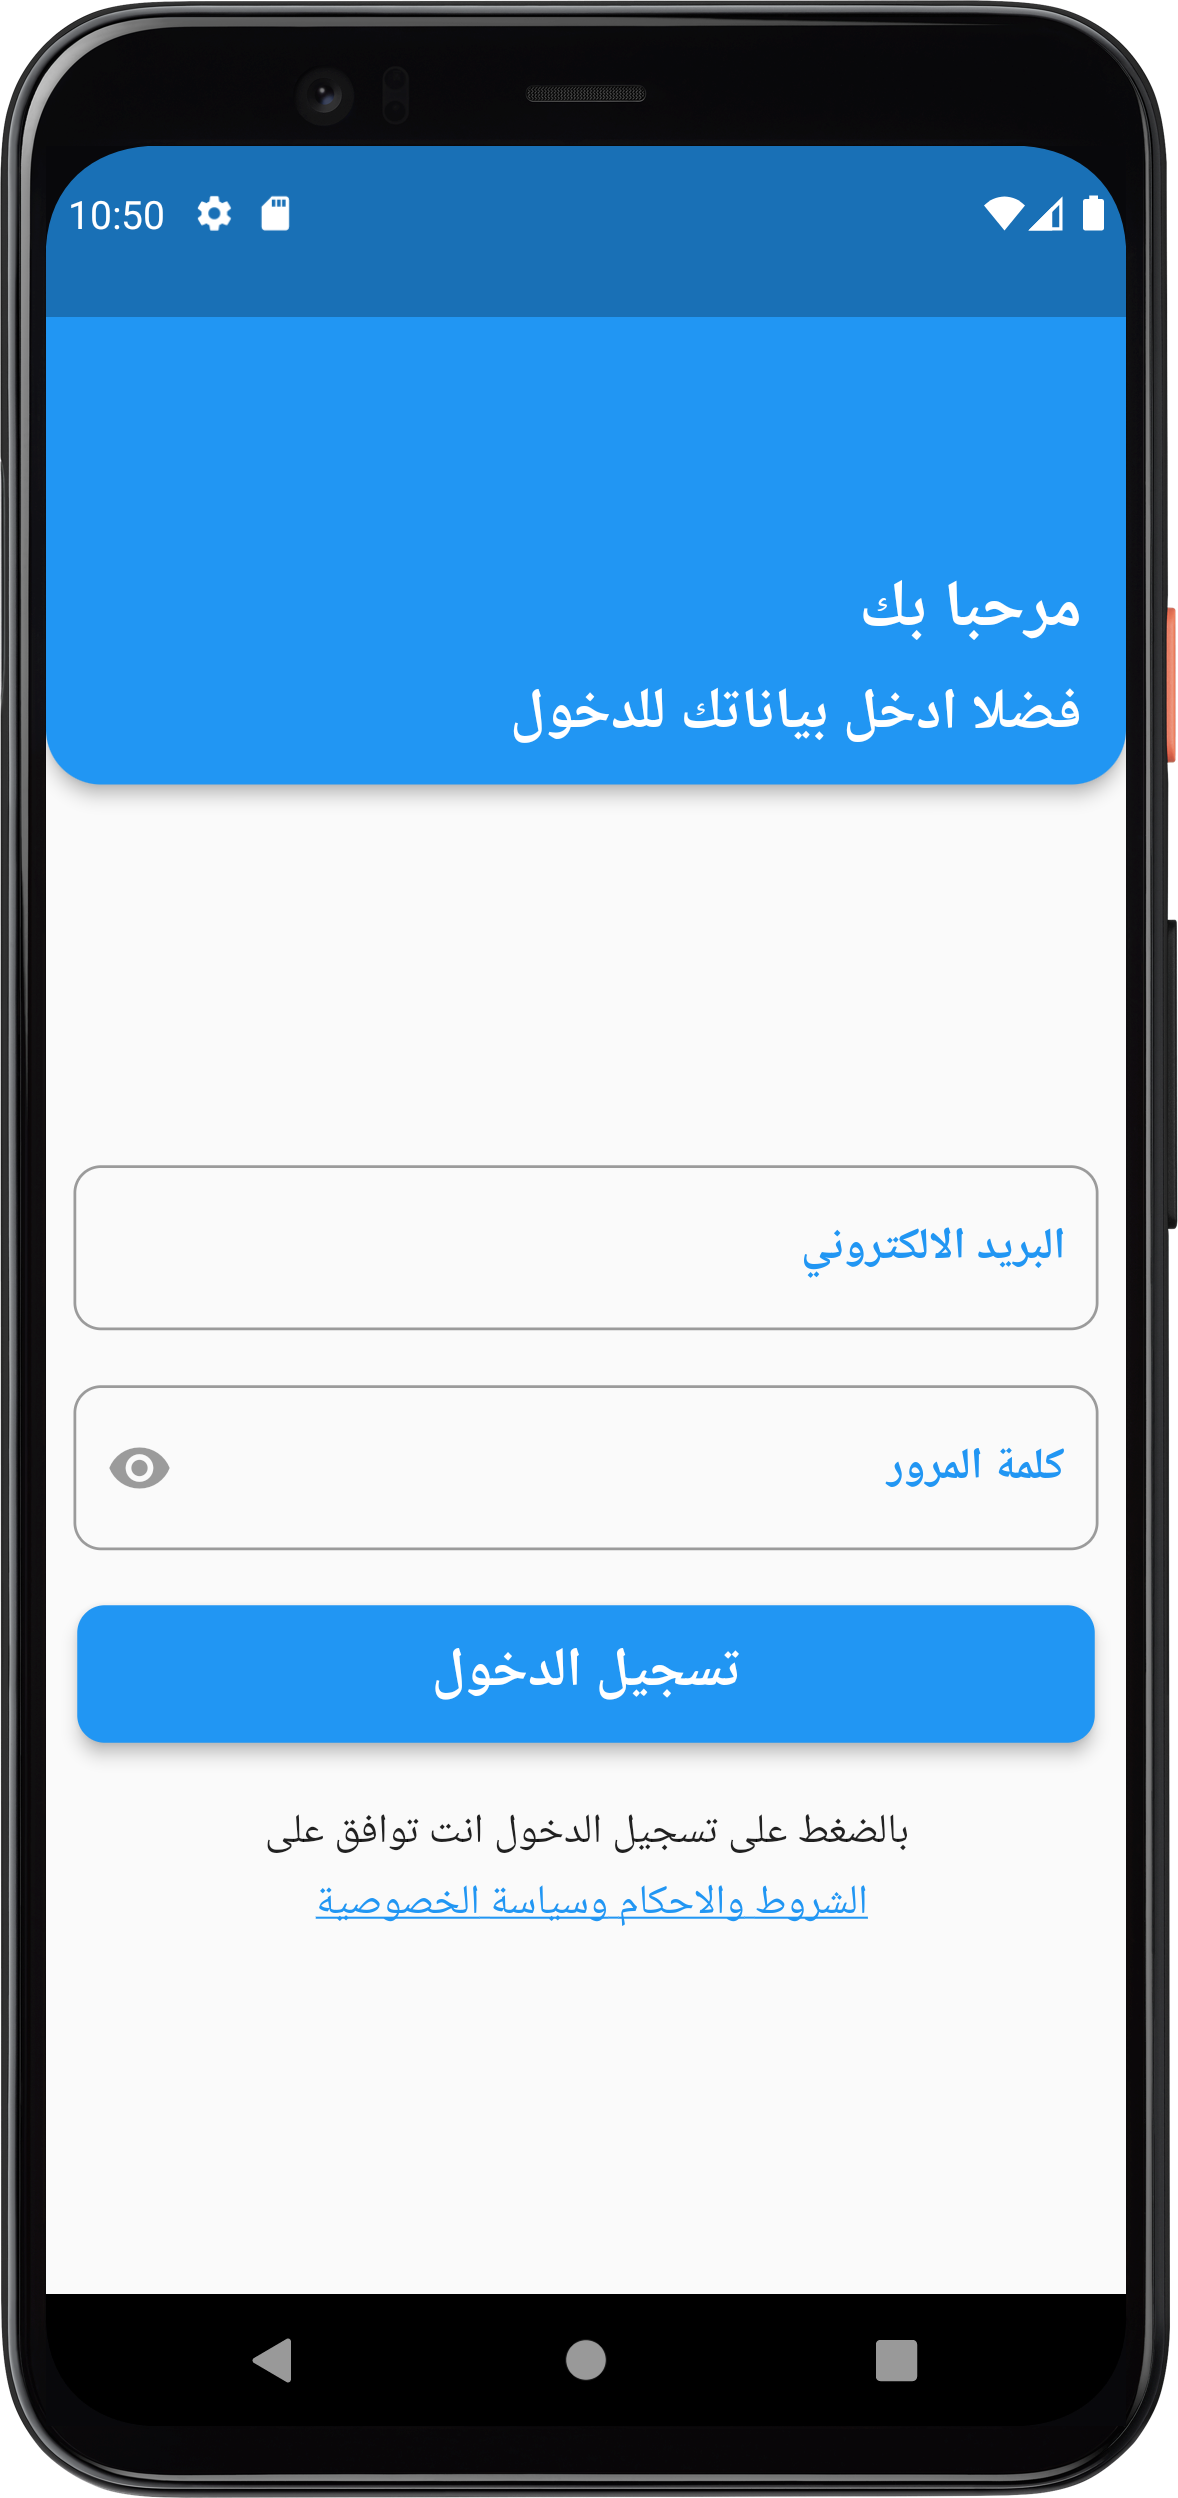 10:50
مرحبا بك
فضلا ادخل بياناتك للدخول
البريد الالكتروني
كلمة المرور
تسجيل الدخول
بالضغط على تسجيل الدخول انت توافق على
الشروط والاحكام وسياسة الخصوصية